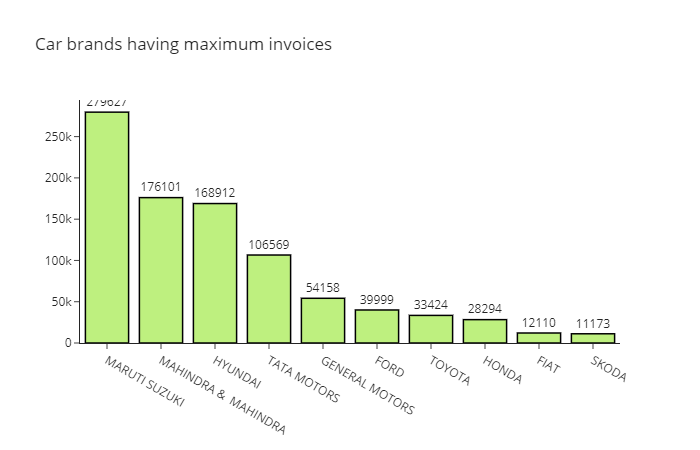 Car brands having maximum invoices
279627
176101
168912
106569
54158
39999
33424
28294
12110
11173
250k
200k
150k
100k
50k
0
MARUTI SUZUKI
MAHINDRA & MAHINDRA
HYUNDAI
TATA MOTORS
GENERAL MOTORS
FORD
TOYOTA
HONDA
FIAT
SKODA